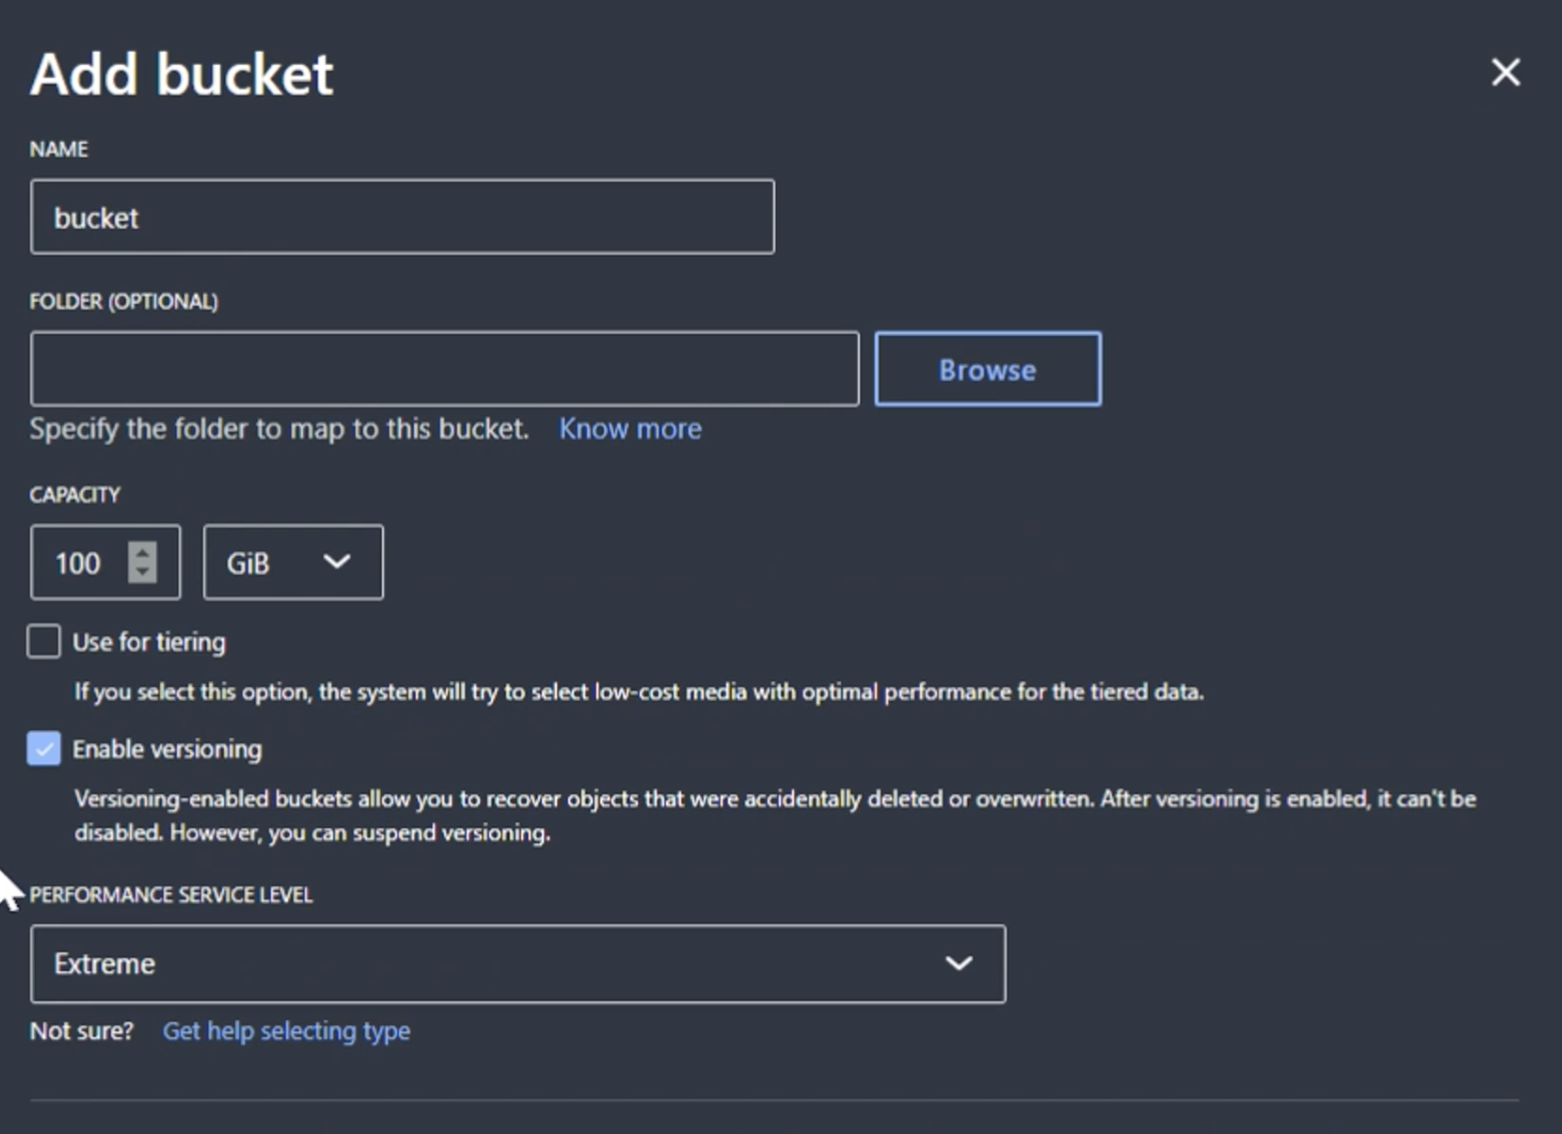 Add bucket
NAME
bucket
FOLDER (OPTIONAL)
Browse
Specify the folder to map to this bucket. Know more
CAPACITY
100 GiB
Use for tiering
If you select this option, the system will try to select low-cost media with optimal performance for the tiered data.
Enable versioning
Versioning-enabled buckets allow you to recover objects that were accidentally deleted or overwritten. After versioning is enabled, it can't be
disabled. However, you can suspend versioning.
PERFORMANCE SERVICE LEVEL
Extreme
Not sure? Get help selecting type